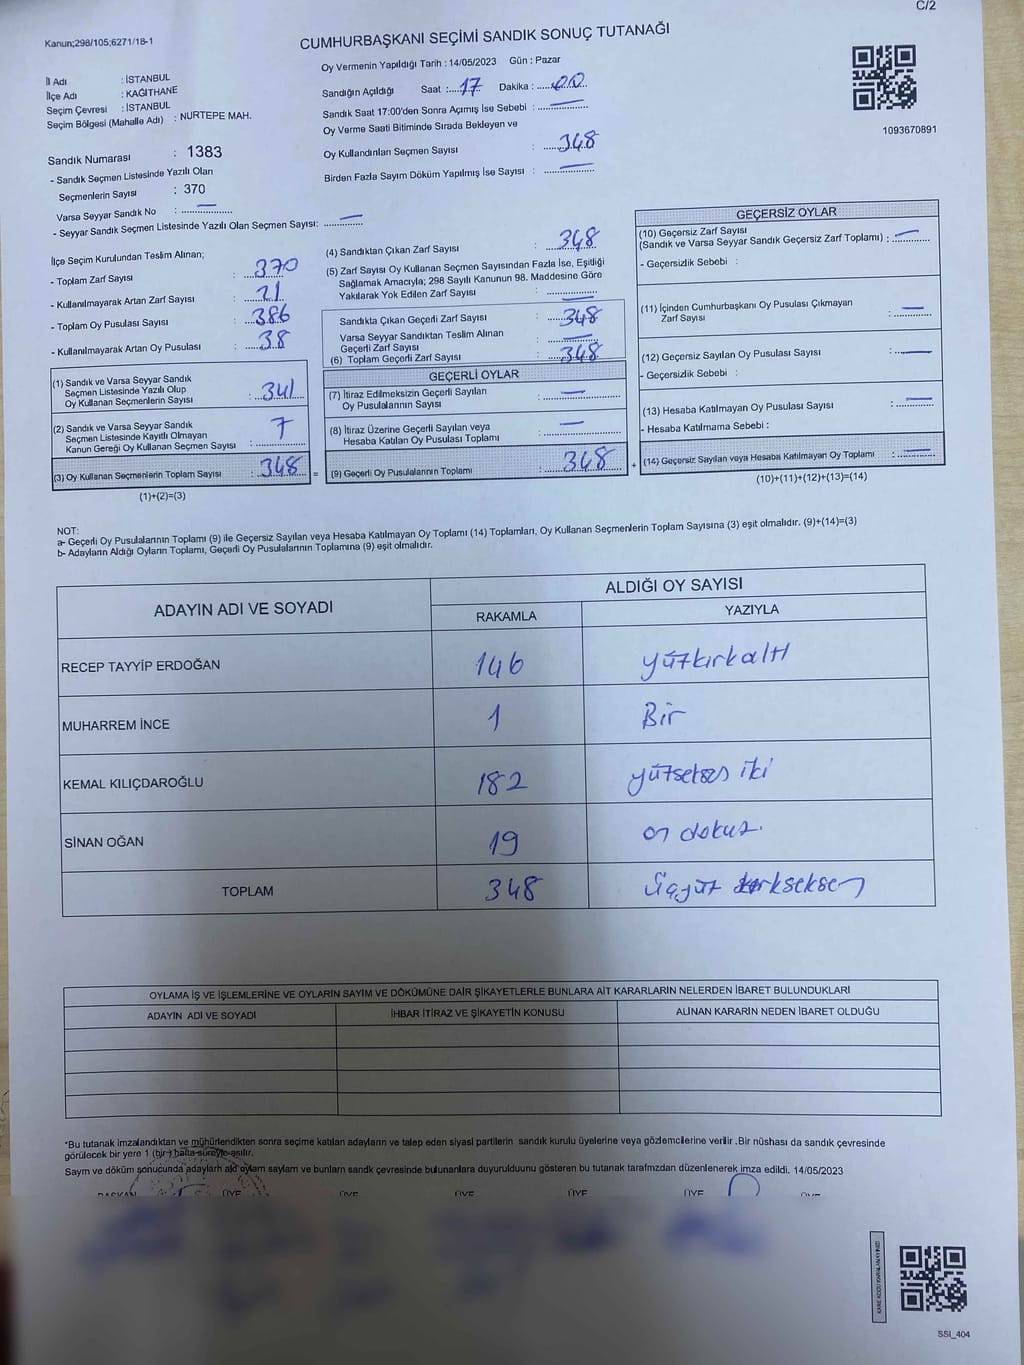 C/2
Kanun;298/105;6271/18-1
CUMHURBAŞKANI SEÇİMİ SANDIK SONUÇ TUTANAĞI
Oy Vermenin Yapıldığı Tarih : 14/05/2023 Gün : Pazar
İl Adı : İSTANBUL
İlçe Adı : KAĞITHANE
Seçim Çevresi : İSTANBUL
Seçim Bölgesi (Mahalle Adı) : NURTEPE MAH.
Sandığın Açıldığı Saat : 17 Dakika : 00
Sandık Saat 17:00'den Sonra Açımış İse Sebebi : —
Oy Verme Saati Bitiminde Sırada Bekleyen ve
Oy Kullandırılan Seçmen Sayısı : 348
Birden Fazla Sayım Döküm Yapılmış İse Sayısı : —
1093670891
Sandık Numarası : 1383
- Sandık Seçmen Listesinde Yazılı Olan
Seçmenlerin Sayısı : 370
Varsa Seyyar Sandık No : —
- Seyyar Sandık Seçmen Listesinde Yazılı Olan Seçmen Sayısı: —
İlçe Seçim Kurulundan Teslim Alınan;
- Toplam Zarf Sayısı : 370
- Kullanılmayarak Artan Zarf Sayısı : 21
- Toplam Oy Pusulası Sayısı : 386
- Kullanılmayarak Artan Oy Pusulası : 38
(1) Sandık ve Varsa Seyyar Sandık
Seçmen Listesinde Yazılı Olup
Oy Kullanan Seçmenlerin Sayısı : 341
(2) Sandık ve Varsa Seyyar Sandık
Seçmen Listesinde Kayıtlı Olmayan
Kanun Gereği Oy Kullanan Seçmen Sayısı : 7
(3) Oy Kullanan Seçmenlerin Toplam Sayısı : 348 =
(1)+(2)=(3)
(4) Sandıktan Çıkan Zarf Sayısı : 348
(5) Zarf Sayısı Oy Kullanan Seçmen Sayısından Fazla İse, Eşitliği
Sağlamak Amacıyla; 298 Sayılı Kanunun 98. Maddesine Göre
Yakılarak Yok Edilen Zarf Sayısı : —
Sandıkta Çıkan Geçerli Zarf Sayısı : 348
Varsa Seyyar Sandıktan Teslim Alınan
Geçerli Zarf Sayısı : —
(6) Toplam Geçerli Zarf Sayısı : 348
GEÇERLİ OYLAR
(7) İtiraz Edilmeksizin Geçerli Sayılan
Oy Pusulalarının Sayısı : —
(8) İtiraz Üzerine Geçerli Sayılan veya
Hesaba Katılan Oy Pusulası Toplamı : —
(9) Geçerli Oy Pusulalarının Toplamı : 348 +
GEÇERSİZ OYLAR
(10) Geçersiz Zarf Sayısı
(Sandık ve Varsa Seyyar Sandık Geçersiz Zarf Toplamı) : —
- Geçersizlik Sebebi :
(11) İçinden Cumhurbaşkanı Oy Pusulası Çıkmayan
Zarf Sayısı : —
(12) Geçersiz Sayılan Oy Pusulası Sayısı : —
- Geçersizlik Sebebi :
(13) Hesaba Katılmayan Oy Pusulası Sayısı : —
- Hesaba Katılmama Sebebi :
(14) Geçersiz Sayılan veya Hesaba Katılmayan Oy Toplamı : —
(10)+(11)+(12)+(13)=(14)
NOT:
a- Geçerli Oy Pusulalarının Toplamı (9) ile Geçersiz Sayılan veya Hesaba Katılmayan Oy Toplamı (14) Toplamları, Oy Kullanan Seçmenlerin Toplam Sayısına (3) eşit olmalıdır. (9)+(14)=(3)
b- Adayların Aldığı Oyların Toplamı, Geçerli Oy Pusulalarının Toplamına (9) eşit olmalıdır.
ADAYIN ADI VE SOYADI
ALDIĞI OY SAYISI
RAKAMLA YAZIYLA
RECEP TAYYİP ERDOĞAN 146 yüzkırkaltı
MUHARREM İNCE 1 Bir
KEMAL KILIÇDAROĞLU 182 yüzseksen iki
SİNAN OĞAN 19 on dokuz.
TOPLAM 348 Üçyüz kırkseksen
OYLAMA İŞ VE İŞLEMLERİNE VE OYLARIN SAYIM VE DÖKÜMÜNE DAİR ŞİKAYETLERLE BUNLARA AİT KARARLARIN NELERDEN İBARET BULUNDUKLARI
ADAYIN ADI VE SOYADI İHBAR İTİRAZ VE ŞİKAYETİN KONUSU ALINAN KARARIN NEDEN İBARET OLDUĞU
*Bu tutanak imzalandıktan ve mühürlendikten sonra seçime katılan adayların ve talep eden siyasi partilerin sandık kurulu üyelerine veya gözlemcilerine verilir .Bir nüshası da sandık çevresinde
görülecek bir yere 1 (bir) hafta süreyle asılır.
Sayım ve döküm sonucunda adayların ald oyların sayların ve bunların sandk çevresinde bulunanlara duyurulduunu gösteren bu tutanak tarafmzdan düzenlenerek imza edildi. 14/05/2023
BAŞKAN ÜYE ÜYE ÜYE ÜYE ÜYE ÜYE
KARE KODU KARALAMAYINIZ!
SSI_404